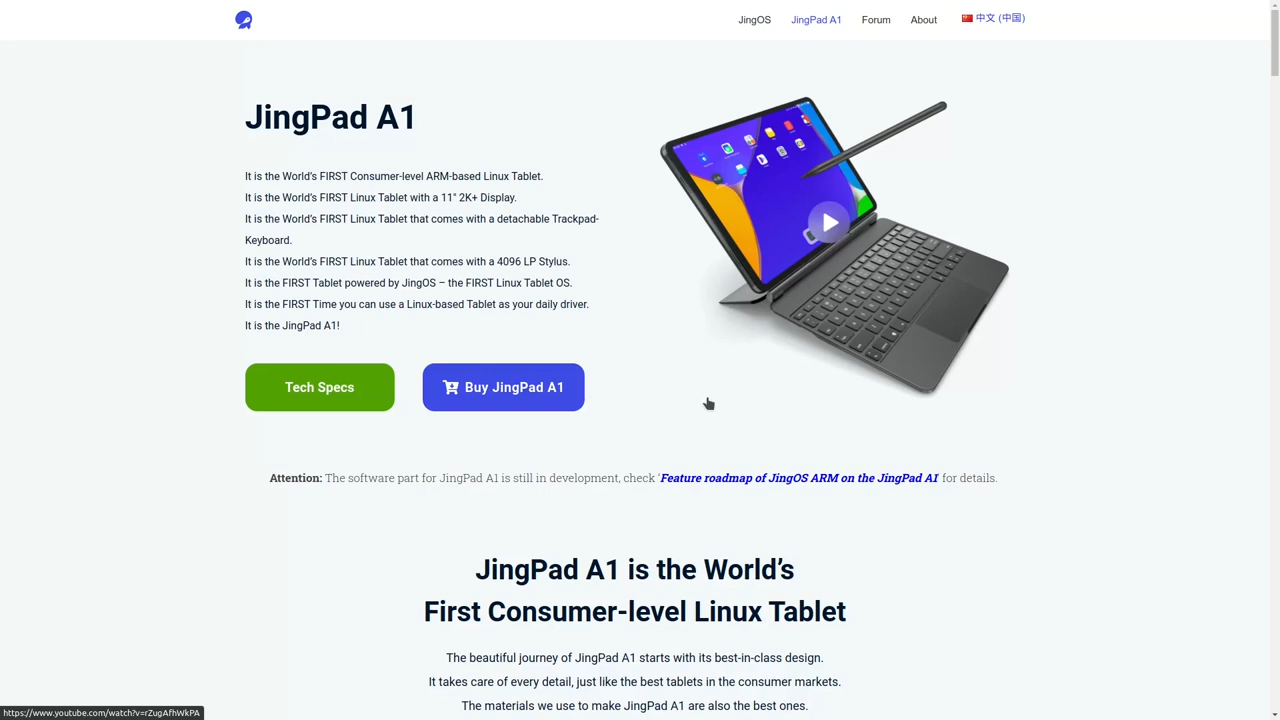 JingOS
JingPad A1
Forum
About
中文 (中国)
JingPad A1
It is the World's FIRST Consumer-level ARM-based Linux Tablet.
It is the World's FIRST Linux Tablet with a 11" 2K+ Display.
It is the World's FIRST Linux Tablet that comes with a detachable Trackpad-
Keyboard.
It is the World's FIRST Linux Tablet that comes with a 4096 LP Stylus.
It is the FIRST Tablet powered by JingOS – the FIRST Linux Tablet OS.
It is the FIRST Time you can use a Linux-based Tablet as your daily driver.
It is the JingPad A1!
Tech Specs
Buy JingPad A1
Attention: The software part for JingPad A1 is still in development, check 'Feature roadmap of JingOS ARM on the JingPad A1' for details.
JingPad A1 is the World's
First Consumer-level Linux Tablet
The beautiful journey of JingPad A1 starts with its best-in-class design.
It takes care of every detail, just like the best tablets in the consumer markets.
The materials we use to make JingPad A1 are also the best ones.
https://www.youtube.com/watch?v=rZugAfhWkPA